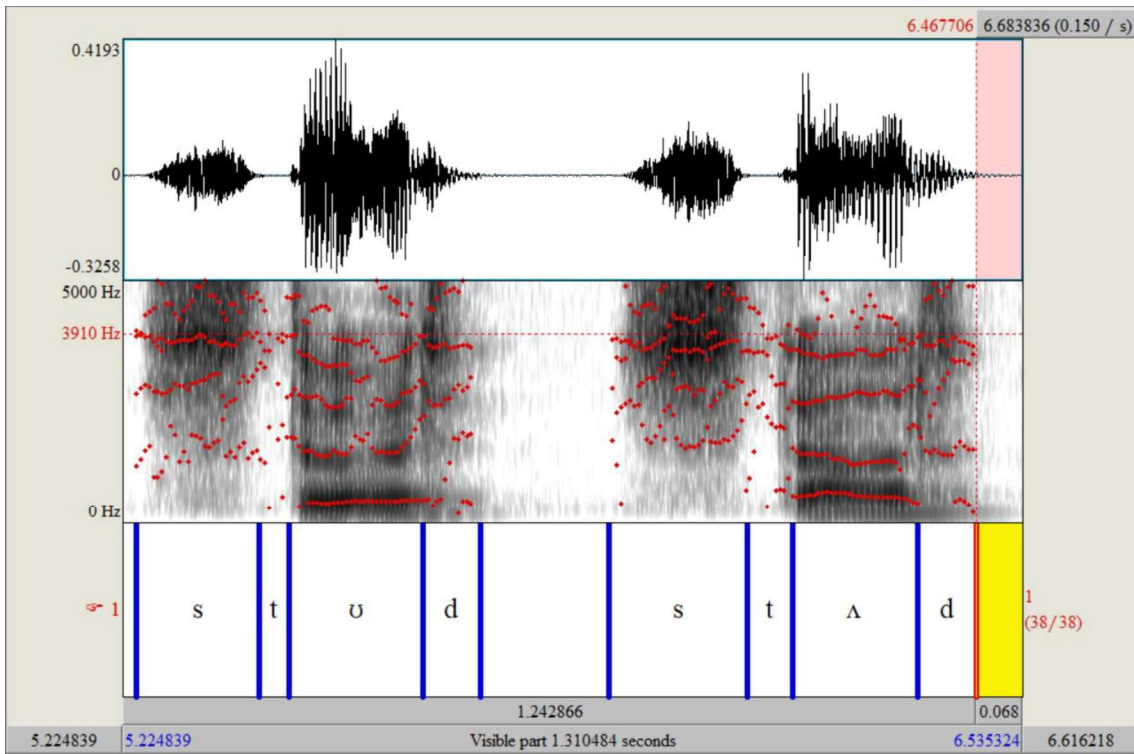 6.467706 6.683836 (0.150 / s)
0.4193
0
-0.3258
5000 Hz
3910 Hz
0 Hz
☞ 1 s t ʊ d s t ʌ d 1
(38/38)
1.242866 0.068
5.224839 5.224839 Visible part 1.310484 seconds 6.535324 6.616218